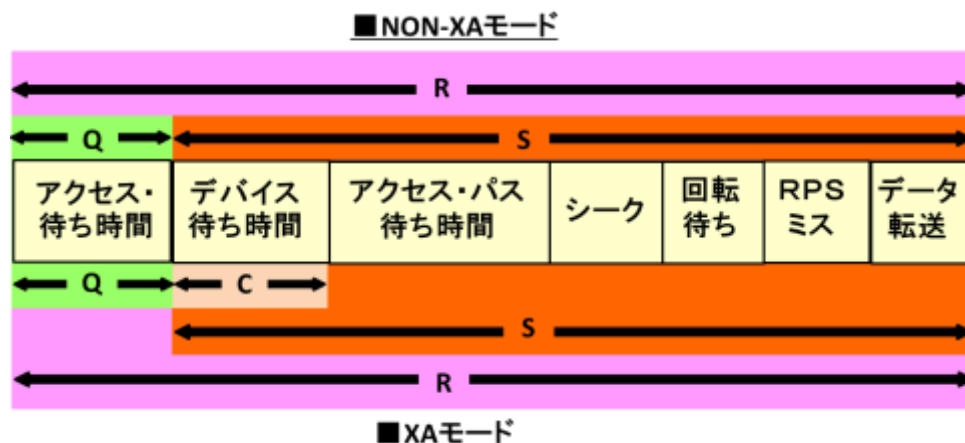 ■NON-XAモード
R
Q
S
アクセス・
待ち時間
デバイス
待ち時間
アクセス・パス
待ち時間
シーク
回転
待ち
RPS
ミス
データ
転送
Q
C
S
R
■XAモード